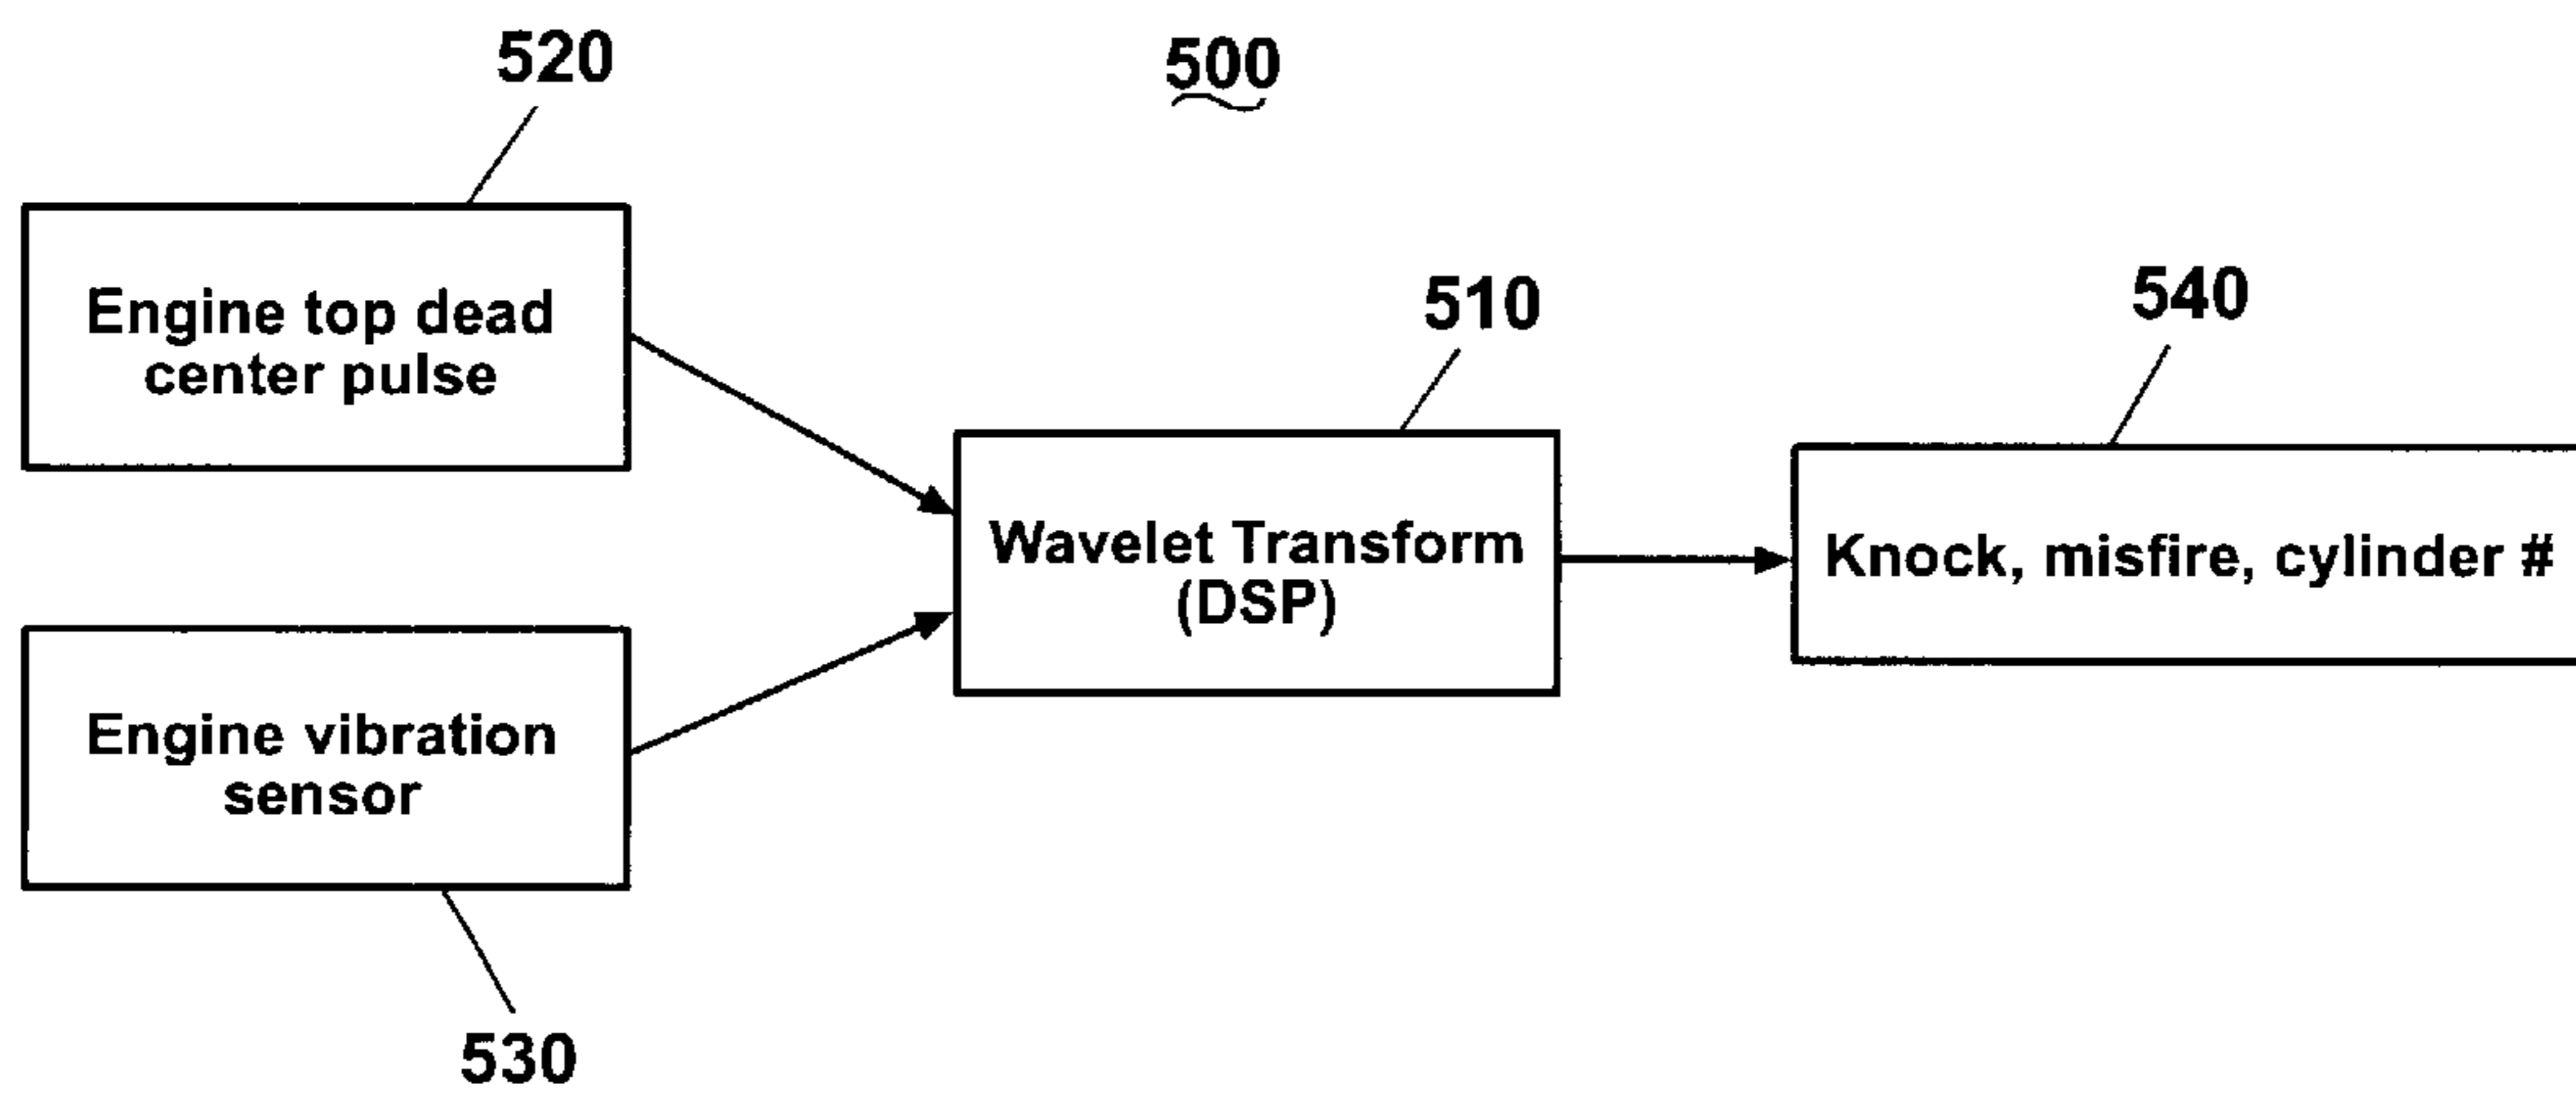 520
500
Engine top dead
center pulse
510
540
Wavelet Transform
(DSP)
Knock, misfire, cylinder #
Engine vibration
sensor
530